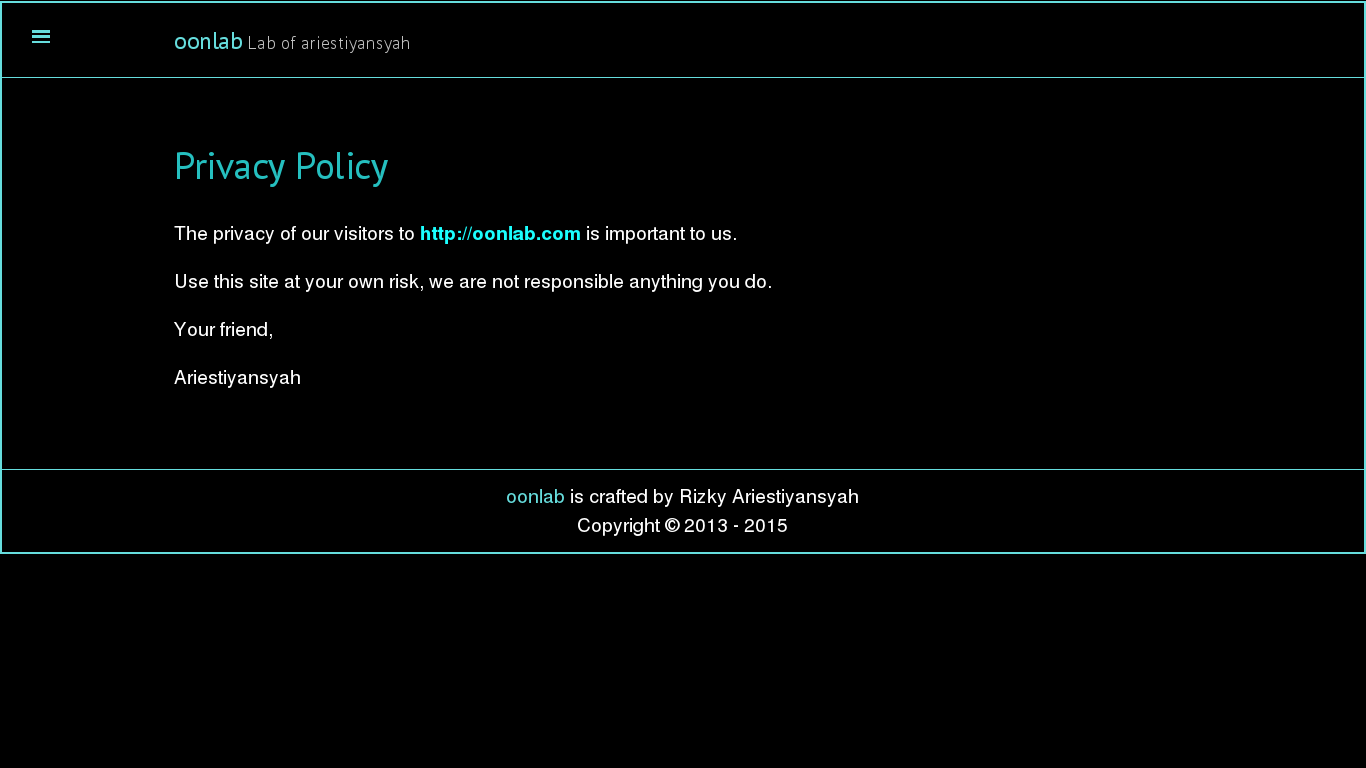 oonlab Lab of ariestiyansyah
Privacy Policy
The privacy of our visitors to http://oonlab.com is important to us.
Use this site at your own risk, we are not responsible anything you do.
Your friend,
Ariestiyansyah
oonlab is crafted by Rizky Ariestiyansyah
Copyright © 2013 - 2015